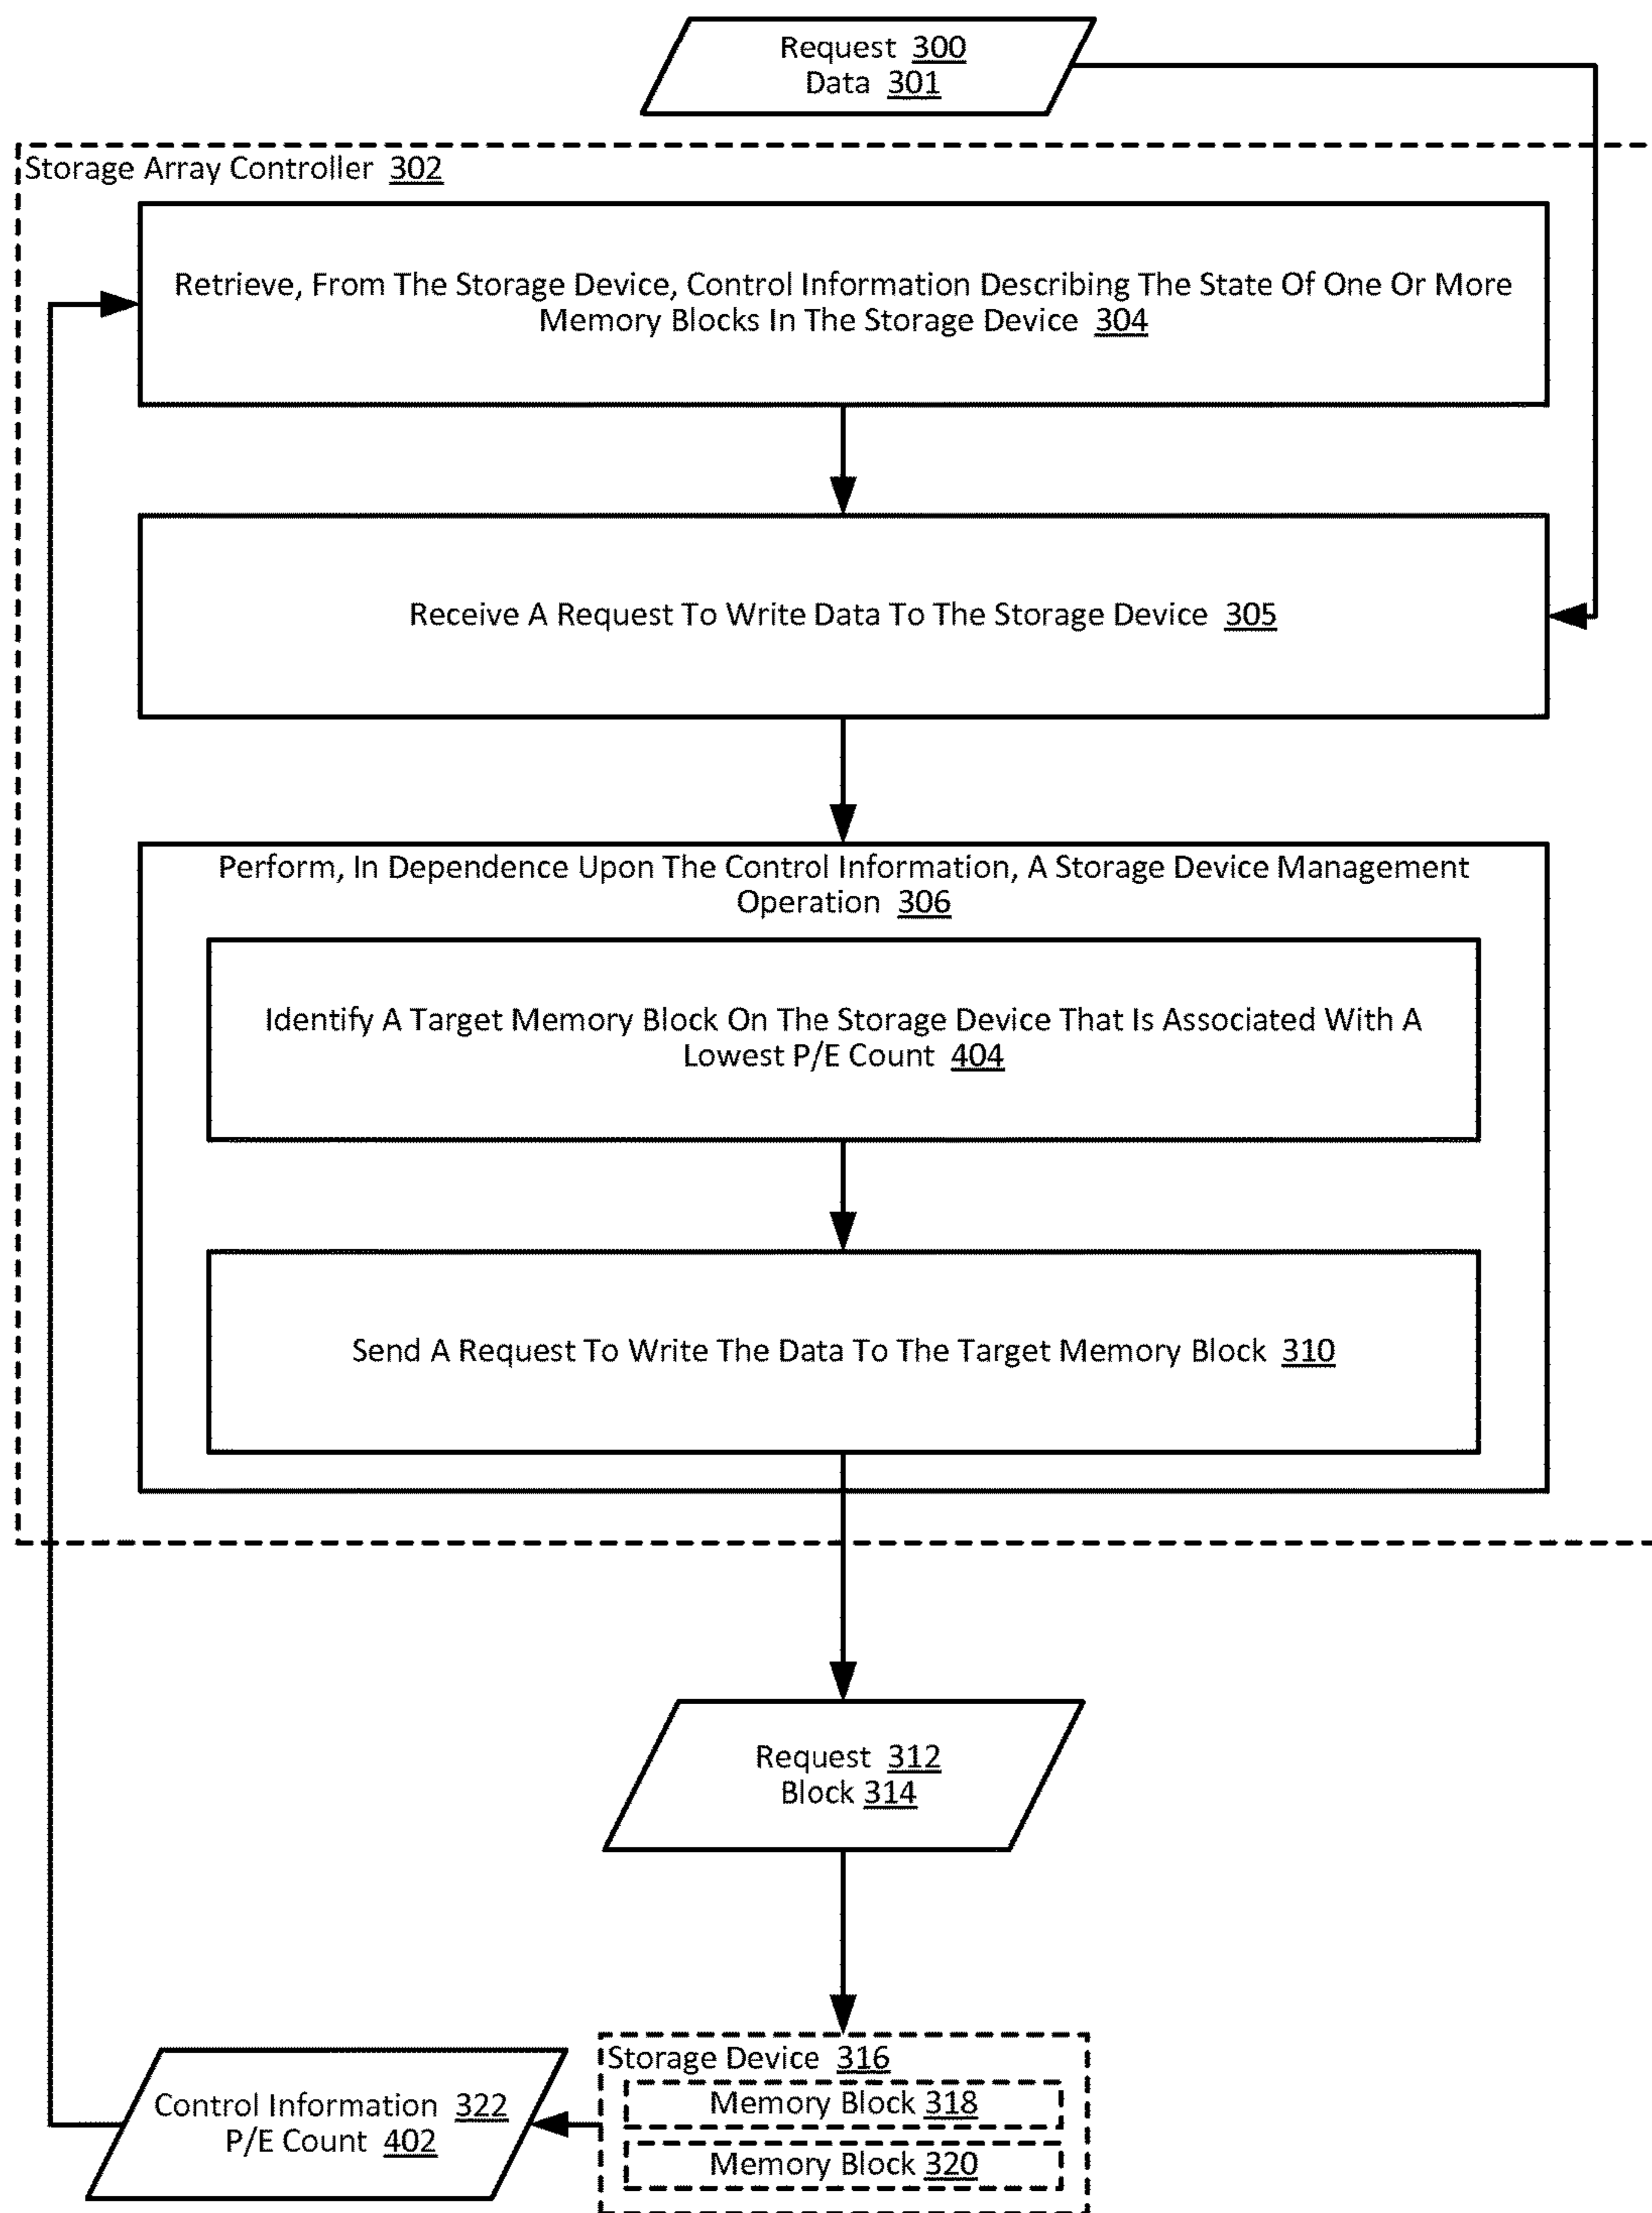 Request 300
Data 301
Storage Array Controller 302
Retrieve, From The Storage Device, Control Information Describing The State Of One Or More
Memory Blocks In The Storage Device 304
Receive A Request To Write Data To The Storage Device 305
Perform, In Dependence Upon The Control Information, A Storage Device Management
Operation 306
Identify A Target Memory Block On The Storage Device That Is Associated With A
Lowest P/E Count 404
Send A Request To Write The Data To The Target Memory Block 310
Request 312
Block 314
Storage Device 316
Memory Block 318
Memory Block 320
Control Information 322
P/E Count 402